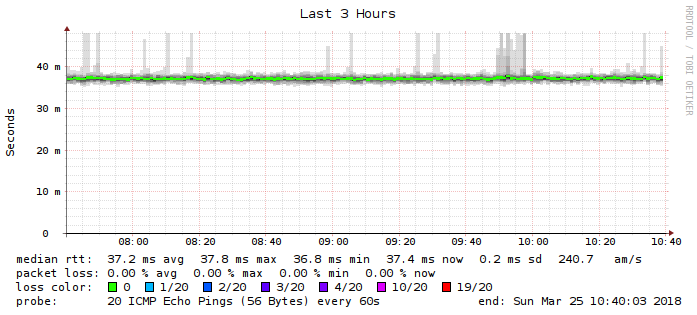 Last 3 Hours
RRDTOOL / TOBI OETIKER
Seconds
40 m
30 m
20 m
10 m
0
08:00 08:20 08:40 09:00 09:20 09:40 10:00 10:20 10:40
median rtt: 37.2 ms avg 37.8 ms max 36.8 ms min 37.4 ms now 0.2 ms sd 240.7 am/s
packet loss: 0.00 % avg 0.00 % max 0.00 % min 0.00 % now
loss color: 0 1/20 2/20 3/20 4/20 10/20 19/20
probe: 20 ICMP Echo Pings (56 Bytes) every 60s end: Sun Mar 25 10:40:03 2018